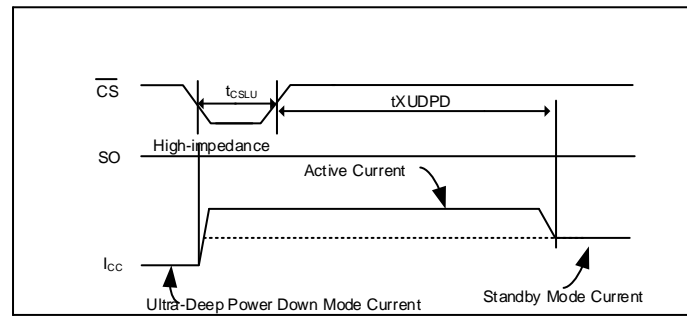 CS
tCSLU
tXUDPD
High-impedance
SO
Active Current
ICC
Ultra-Deep Power Down Mode Current
Standby Mode Current